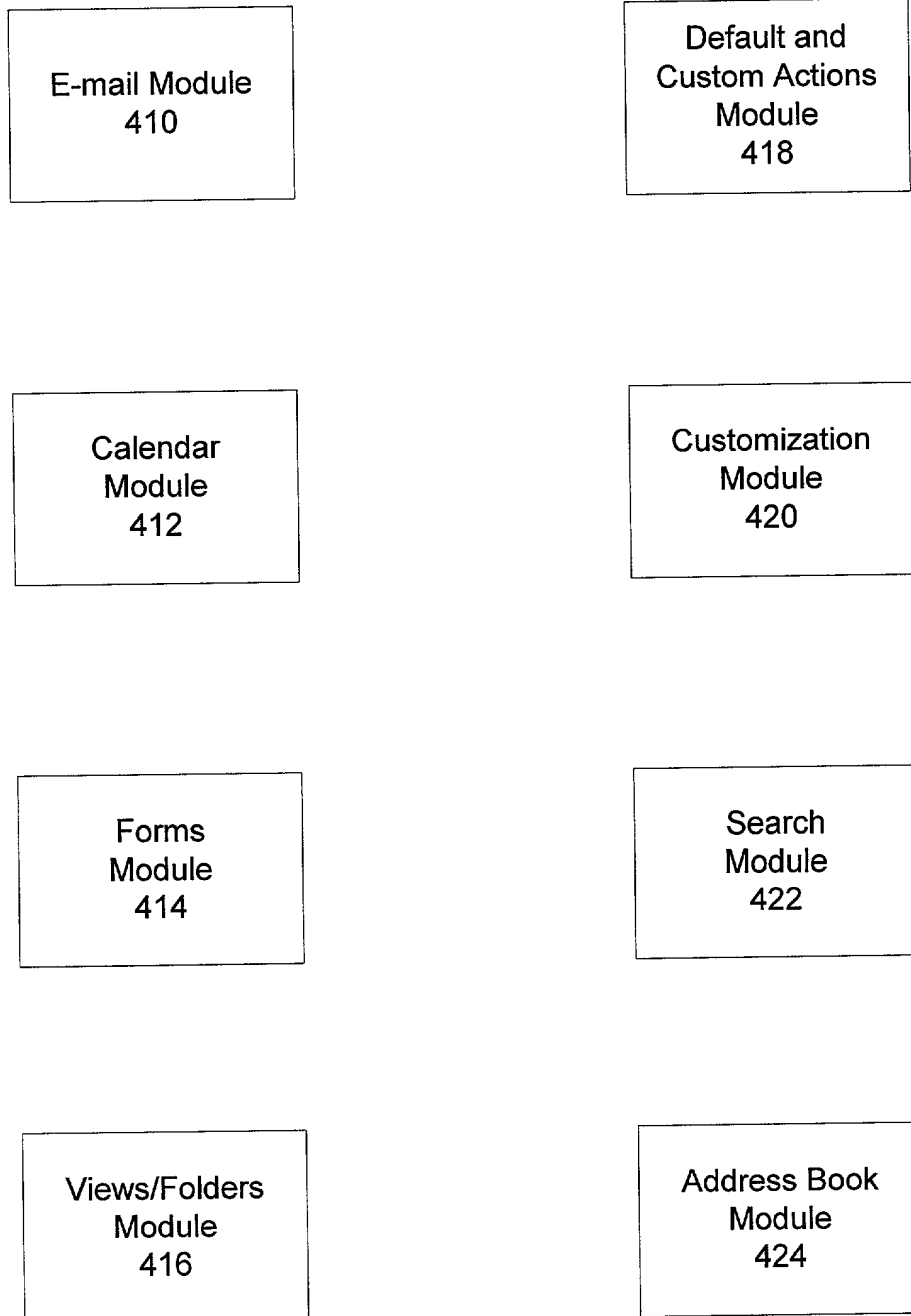 E-mail Module
410
Default and
Custom Actions
Module
418
Calendar
Module
412
Customization
Module
420
Forms
Module
414
Search
Module
422
Views/Folders
Module
416
Address Book
Module
424